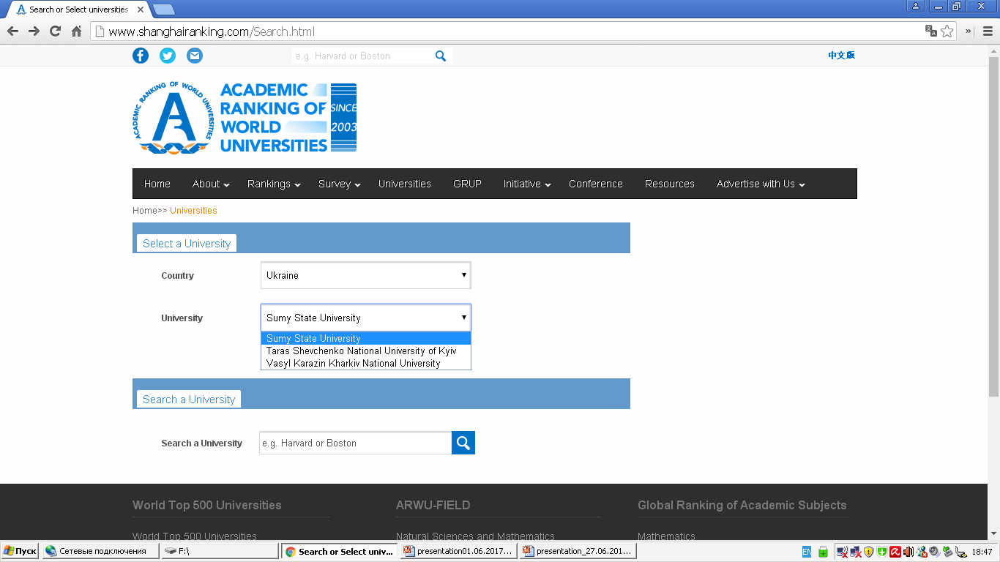 Search or Select universities
www.shanghairanking.com/Search.html
e.g. Harvard or Boston
中文版
ACADEMIC RANKING OF WORLD UNIVERSITIES
ACADEMIC
RANKING OF
WORLD
UNIVERSITIES
SINCE
2003
Home About Rankings Survey Universities GRUP Initiative Conference Resources Advertise with Us
Home>> Universities
Select a University
Country Ukraine
University Sumy State University
Sumy State University
Taras Shevchenko National University of Kyiv
Vasyl Karazin Kharkiv National University
Search a University
Search a University e.g. Harvard or Boston
World Top 500 Universities ARWU-FIELD Global Ranking of Academic Subjects
World Top 500 Universities Natural Sciences and Mathematics Mathematics
Пуск Сетевые подключения F:\ Search or Select univ... presentation01.06.2017... presentation_27.06.201... EN 18:47